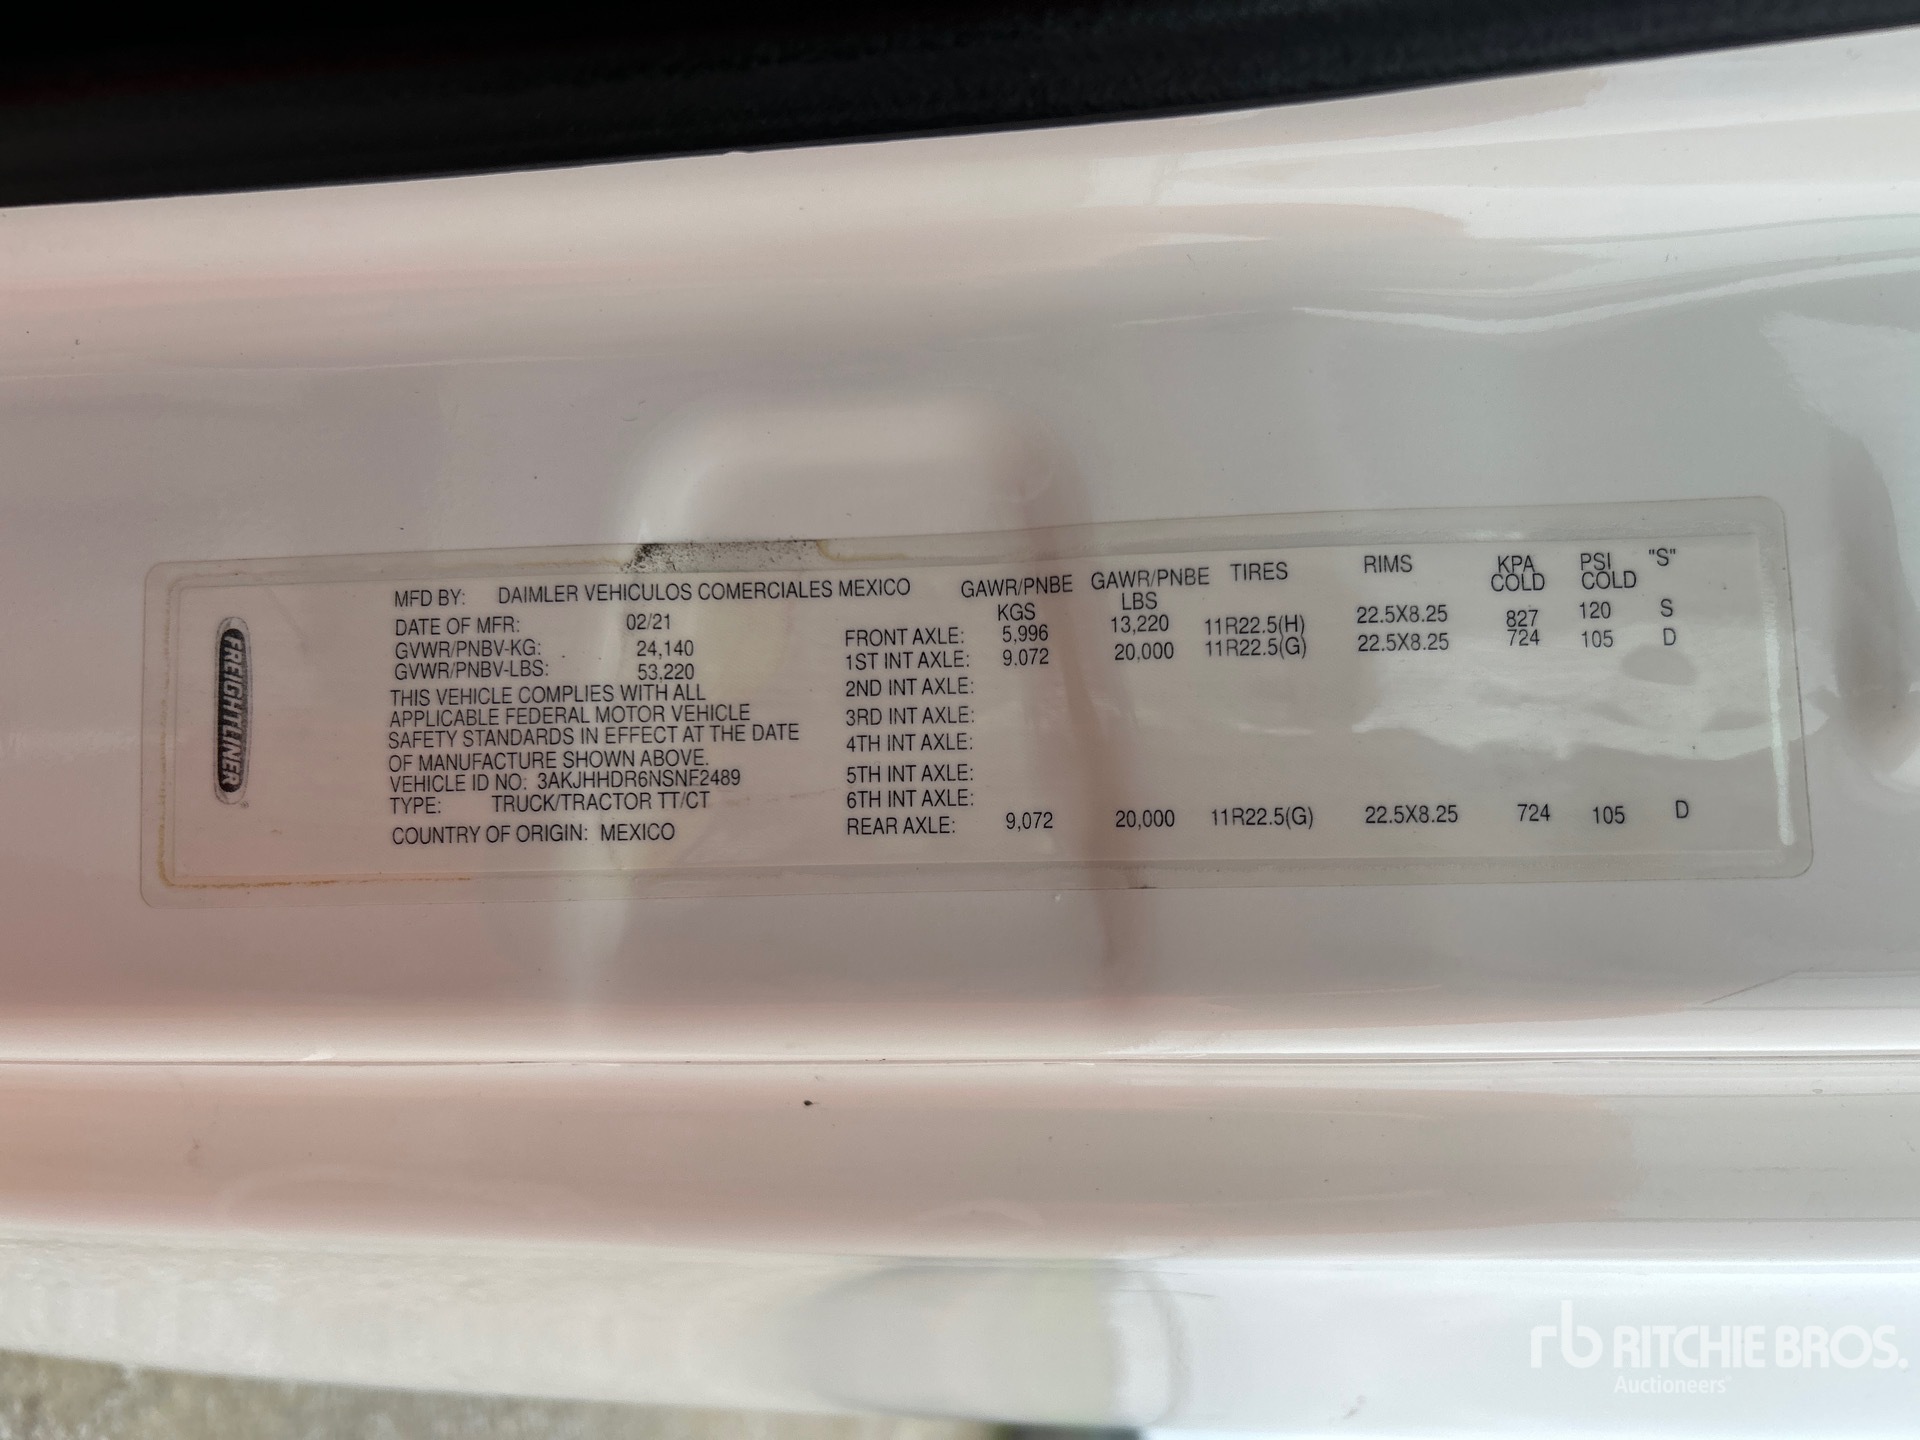 FREIGHTLINER
MFD BY: DAIMLER VEHICULOS COMERCIALES MEXICO
DATE OF MFR: 02/21
GVWR/PNBV-KG: 24,140
GVWR/PNBV-LBS: 53,220
THIS VEHICLE COMPLIES WITH ALL
APPLICABLE FEDERAL MOTOR VEHICLE
SAFETY STANDARDS IN EFFECT AT THE DATE
OF MANUFACTURE SHOWN ABOVE.
VEHICLE ID NO: 3AKJHHDR6NSNF2489
TYPE: TRUCK/TRACTOR TT/CT
COUNTRY OF ORIGIN: MEXICO
GAWR/PNBE GAWR/PNBE TIRES RIMS KPA PSI "S"
KGS LBS COLD COLD
FRONT AXLE: 5,996 13,220 11R22.5(H) 22.5X8.25 827 120 S
1ST INT AXLE: 9.072 20,000 11R22.5(G) 22.5X8.25 724 105 D
2ND INT AXLE:
3RD INT AXLE:
4TH INT AXLE:
5TH INT AXLE:
6TH INT AXLE:
REAR AXLE: 9,072 20,000 11R22.5(G) 22.5X8.25 724 105 D
rb RITCHIE BROS.
Auctioneers